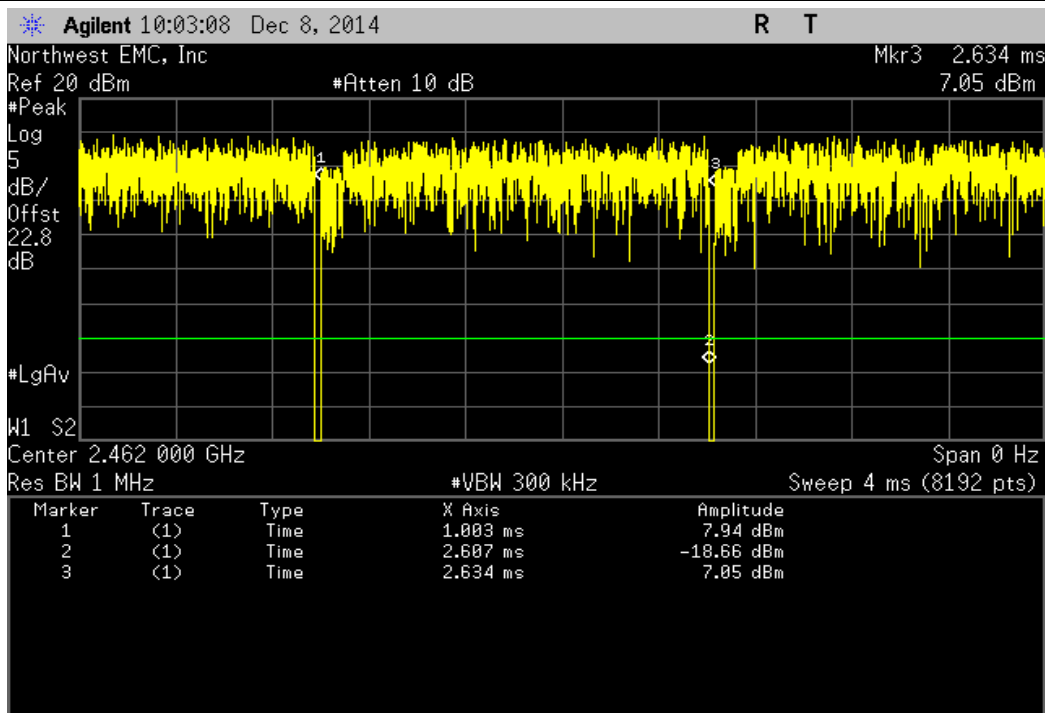 Agilent 10:03:08 Dec 8, 2014 R T
Northwest EMC, Inc Mkr3 2.634 ms
Ref 20 dBm #Atten 10 dB 7.05 dBm
#Peak
Log
5
dB/
Offst
22.8
dB
1
3
2
#LgAv
W1 S2
Center 2.462 000 GHz Span 0 Hz
Res BW 1 MHz #VBW 300 kHz Sweep 4 ms (8192 pts)
Marker Trace Type X Axis Amplitude
1 (1) Time 1.003 ms 7.94 dBm
2 (1) Time 2.607 ms -18.66 dBm
3 (1) Time 2.634 ms 7.05 dBm